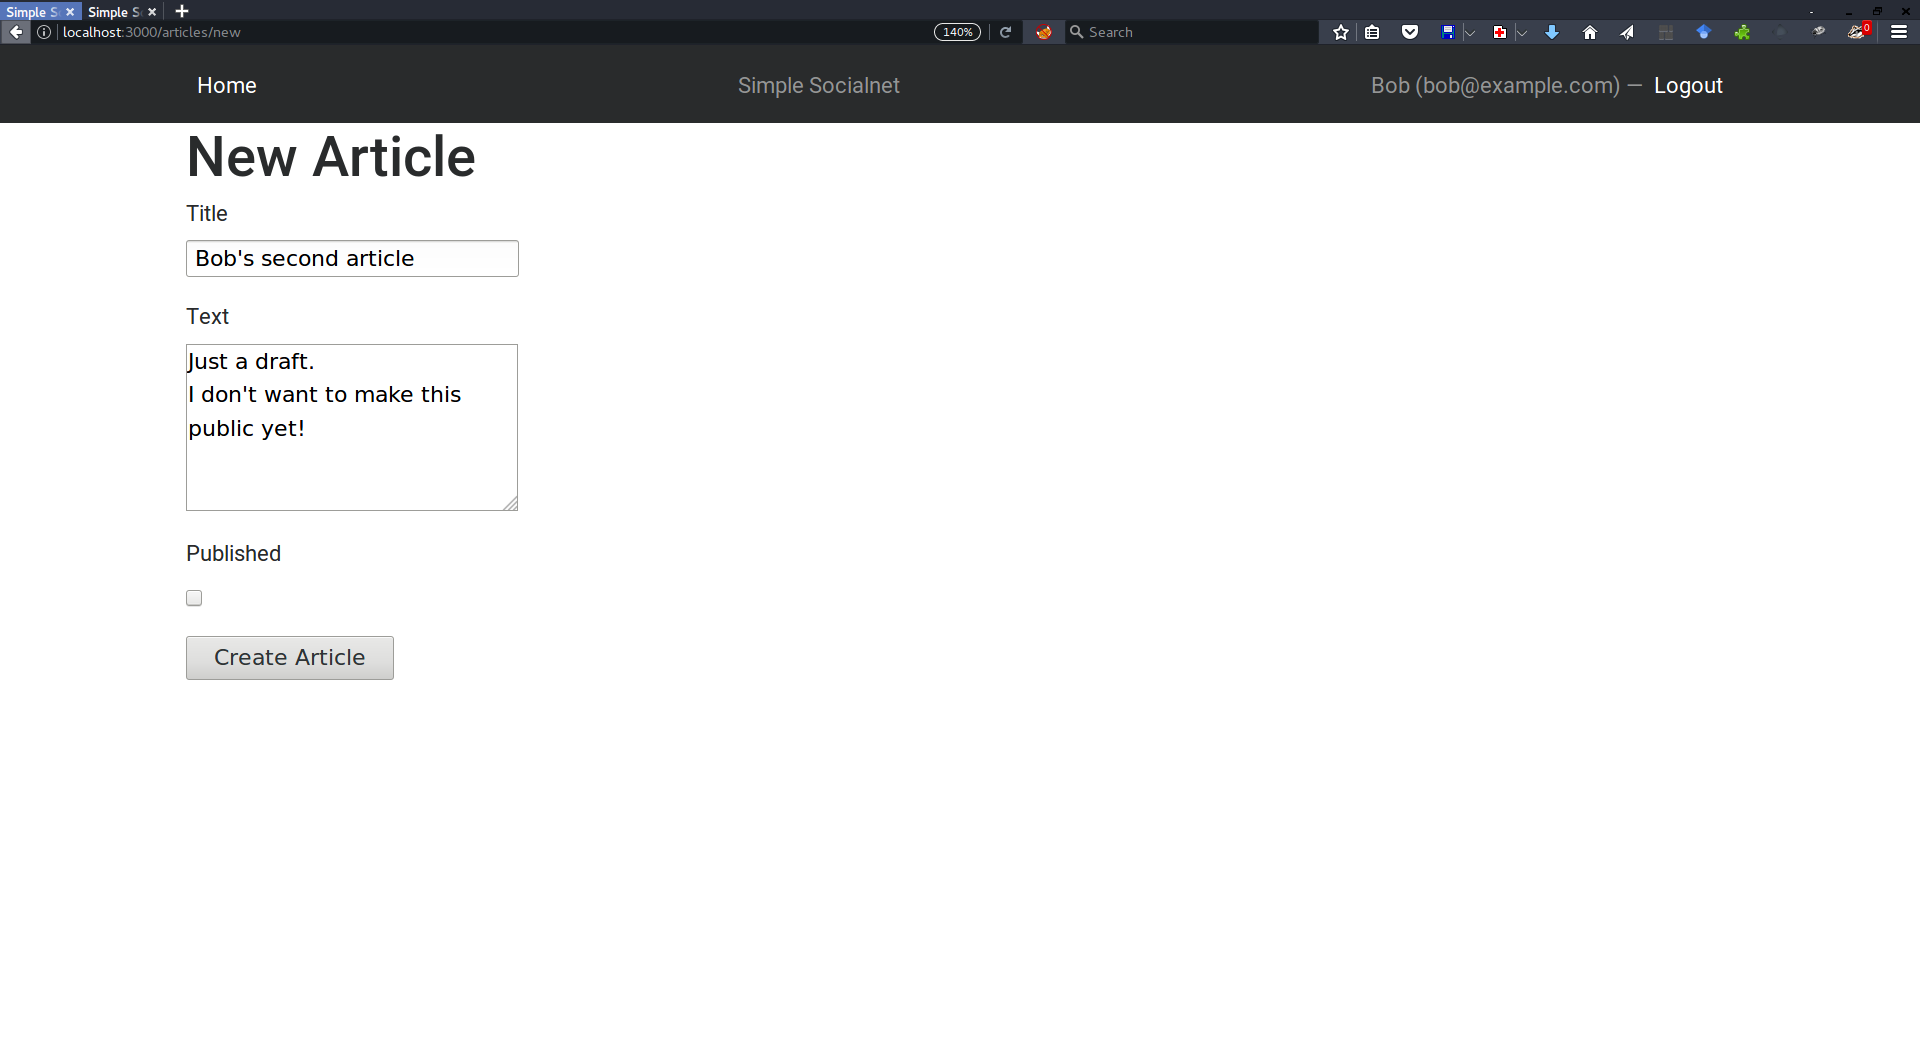 Simple S
Simple S
localhost:3000/articles/new
140%
Search
0
Home
Simple Socialnet
Bob (bob@example.com) — Logout
New Article
Title
Bob's second article
Text
Just a draft.
I don't want to make this
public yet!
Published
Create Article